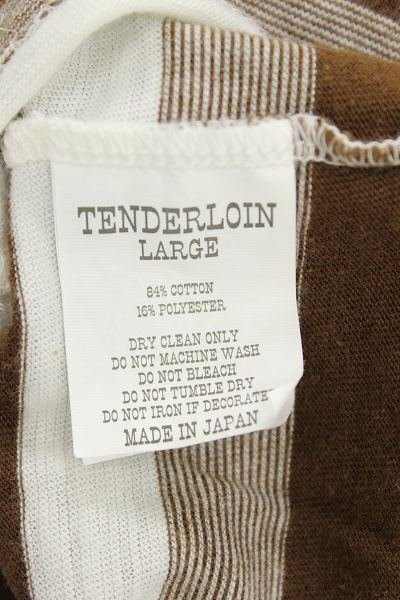 TENDERLOIN
LARGE
84% COTTON
16% POLYESTER
DRY CLEAN ONLY
DO NOT MACHINE WASH
DO NOT BLEACH
DO NOT TUMBLE DRY
DO NOT IRON IF DECORATE
MADE IN JAPAN